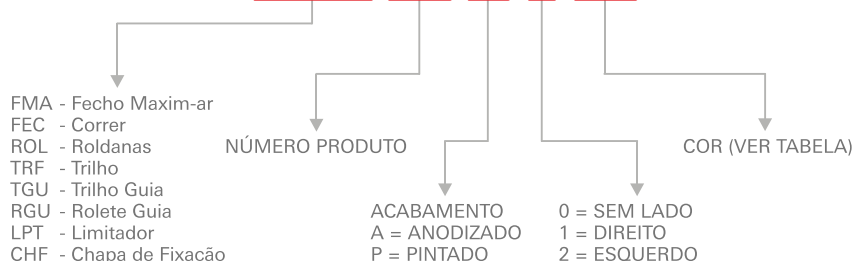 FMA - Fecho Maxim-ar
FEC - Correr
ROL - Roldanas
TRF - Trilho
TGU - Trilho Guia
RGU - Rolete Guia
LPT - Limitador
CHF - Chapa de Fixação
NÚMERO PRODUTO
ACABAMENTO
A = ANODIZADO
P = PINTADO
0 = SEM LADO
1 = DIREITO
2 = ESQUERDO
COR (VER TABELA)